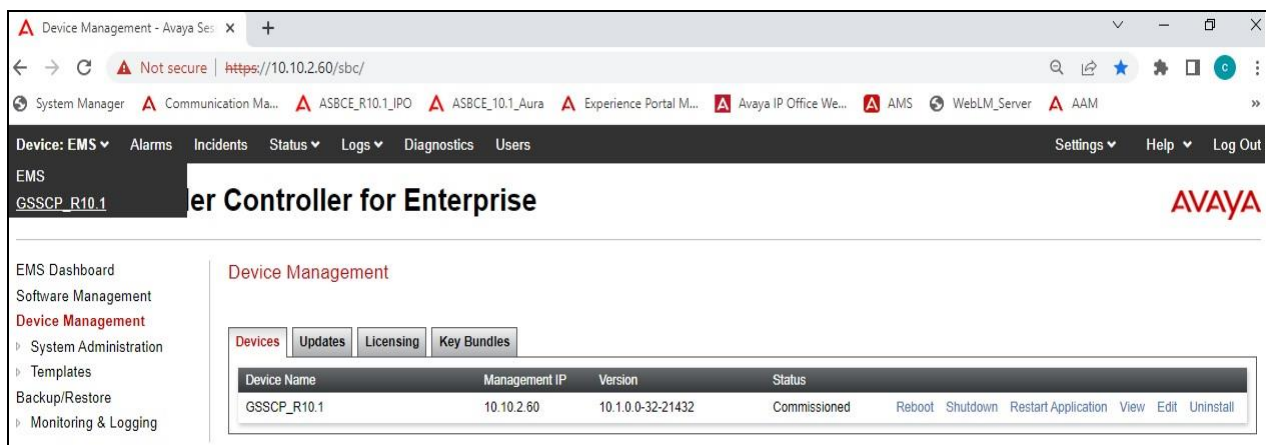 Device Management - Avaya Ses
Not secure | https://10.10.2.60/sbc/
System Manager Communication Ma... ASBCE_R10.1_IPO ASBCE_10.1_Aura Experience Portal M... Avaya IP Office We... AMS WebLM_Server AAM »
Device: EMS Alarms Incidents Status Logs Diagnostics Users Settings Help Log Out
EMS
GSSCP_R10.1
er Controller for Enterprise
AVAYA
EMS Dashboard
Software Management
Device Management
System Administration
Templates
Backup/Restore
Monitoring & Logging
Device Management
Devices Updates Licensing Key Bundles
Device Name Management IP Version Status
GSSCP_R10.1 10.10.2.60 10.1.0.0-32-21432 Commissioned Reboot Shutdown Restart Application View Edit Uninstall